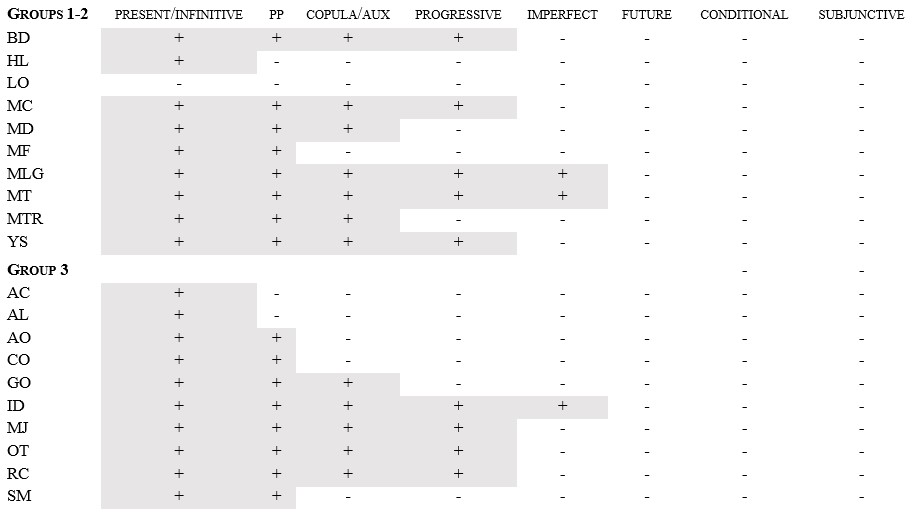 GROUPS 1-2 PRESENT/INFINITIVE PP COPULA/AUX PROGRESSIVE IMPERFECT FUTURE CONDITIONAL SUBJUNCTIVE
BD + + + + - - - -
HL + - - - - - - -
LO - - - - - - - -
MC + + + + - - - -
MD + + + - - - - -
MF + + - - - - - -
MLG + + + + + - - -
MT + + + + + - - -
MTR + + + - - - - -
YS + + + + - - - -
GROUP 3 - -
AC + - - - - - - -
AL + - - - - - - -
AO + + - - - - - -
CO + + - - - - - -
GO + + + - - - - -
ID + + + + + - - -
MJ + + + + - - - -
OT + + + + - - - -
RC + + + + - - - -
SM + + - - - - - -